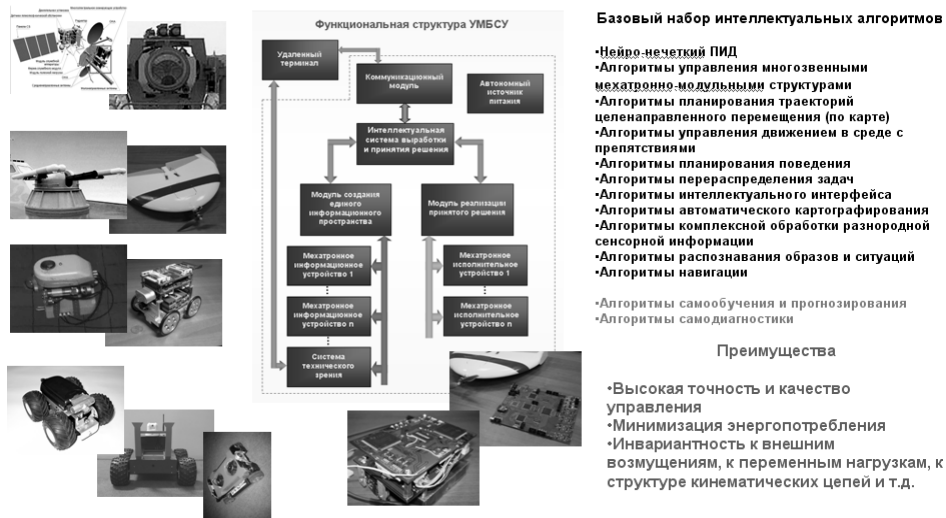 Функциональная структура УМБСУ
Удаленный
терминал
Коммуникационный
модуль
Автономный
источник
питания
Интеллектуальная
система выработки
и принятия решения
Модуль создания
единого
информационного
пространства
Модуль реализации
принятого решения
Мехатронное
информационное
устройство 1
Мехатронное
исполнительное
устройство 1
Мехатронное
информационное
устройство n
Мехатронное
исполнительное
устройство n
Система
технического
зрения
Базовый набор интеллектуальных алгоритмов
•Нейро-нечеткий ПИД
•Алгоритмы управления многозвенными
мехатронно-модульными структурами
•Алгоритмы планирования траекторий
целенаправленного перемещения (по карте)
•Алгоритмы управления движением в среде с
препятствиями
•Алгоритмы планирования поведения
•Алгоритмы перераспределения задач
•Алгоритмы интеллектуального интерфейса
•Алгоритмы автоматического картографирования
•Алгоритмы комплексной обработки разнородной
сенсорной информации
•Алгоритмы распознавания образов и ситуаций
•Алгоритмы навигации
•Алгоритмы самообучения и прогнозирования
•Алгоритмы самодиагностики
Преимущества
•Высокая точность и качество
управления
•Минимизация энергопотребления
•Инвариантность к внешним
возмущениям, к переменным нагрузкам, к
структуре кинематических цепей и т.д.